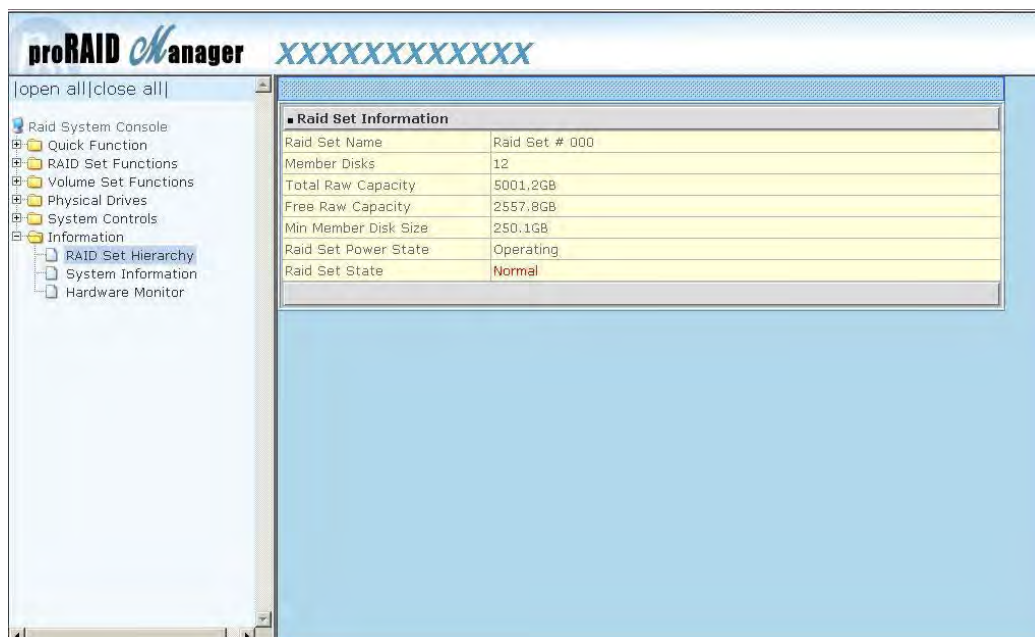 proRAID Manager XXXXXXXXXXXXX
|open all|close all|
Raid System Console
Quick Function
RAID Set Functions
Volume Set Functions
Physical Drives
System Controls
Information
RAID Set Hierarchy
System Information
Hardware Monitor
Raid Set Information
Raid Set Name Raid Set # 000
Member Disks 12
Total Raw Capacity 5001.2GB
Free Raw Capacity 2557.8GB
Min Member Disk Size 250.1GB
Raid Set Power State Operating
Raid Set State Normal